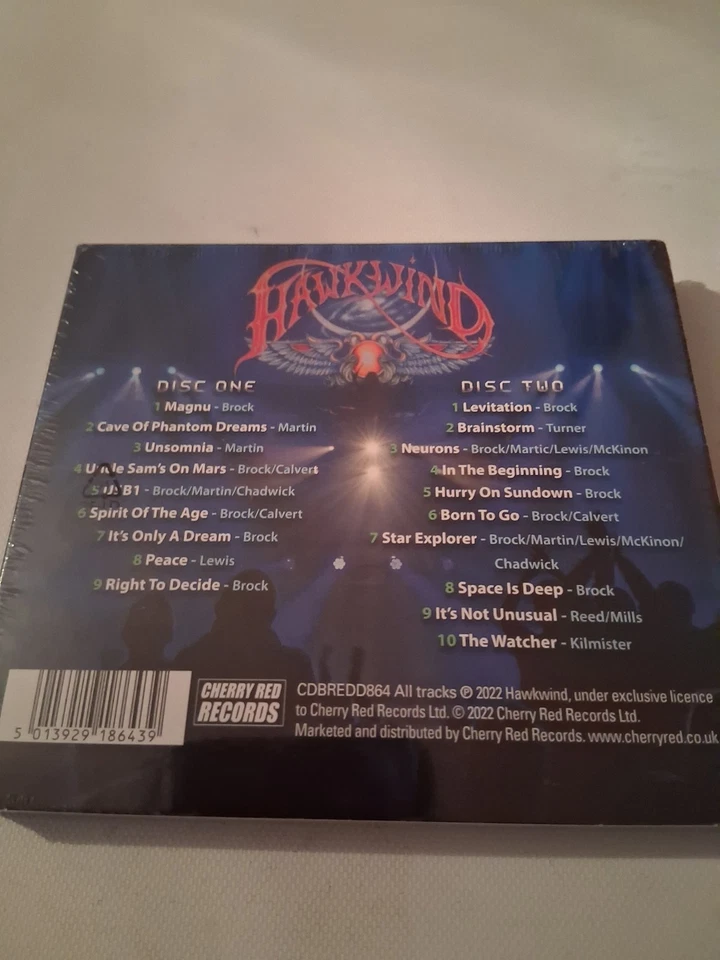 HAWKWIND
DISC ONE
1 Magnu - Brock
2 Cave Of Phantom Dreams - Martin
3 Unsomnia - Martin
4 Uncle Sam's On Mars - Brock/Calvert
5 - Brock/Martin/Chadwick
6 Spirit Of The Age - Brock/Calvert
7 It's Only A Dream - Brock
8 Peace - Lewis
9 Right To Decide - Brock
DISC TWO
1 Levitation - Brock
2 Brainstorm - Turner
3 Neurons - Brock/Martic/Lewis/McKinon
4 In The Beginning - Brock
5 Hurry On Sundown - Brock
6 Born To Go - Brock/Calvert
7 Star Explorer - Brock/Martin/Lewis/McKinon/
Chadwick
8 Space Is Deep - Brock
9 It's Not Unusual - Reed/Mills
10 The Watcher - Kilmister
5 013929 186439
CHERRY RED
RECORDS
CDBREDD864 All tracks ℗ 2022 Hawkwind, under exclusive licence
to Cherry Red Records Ltd. © 2022 Cherry Red Records Ltd.
Marketed and distributed by Cherry Red Records. www.cherryred.co.uk